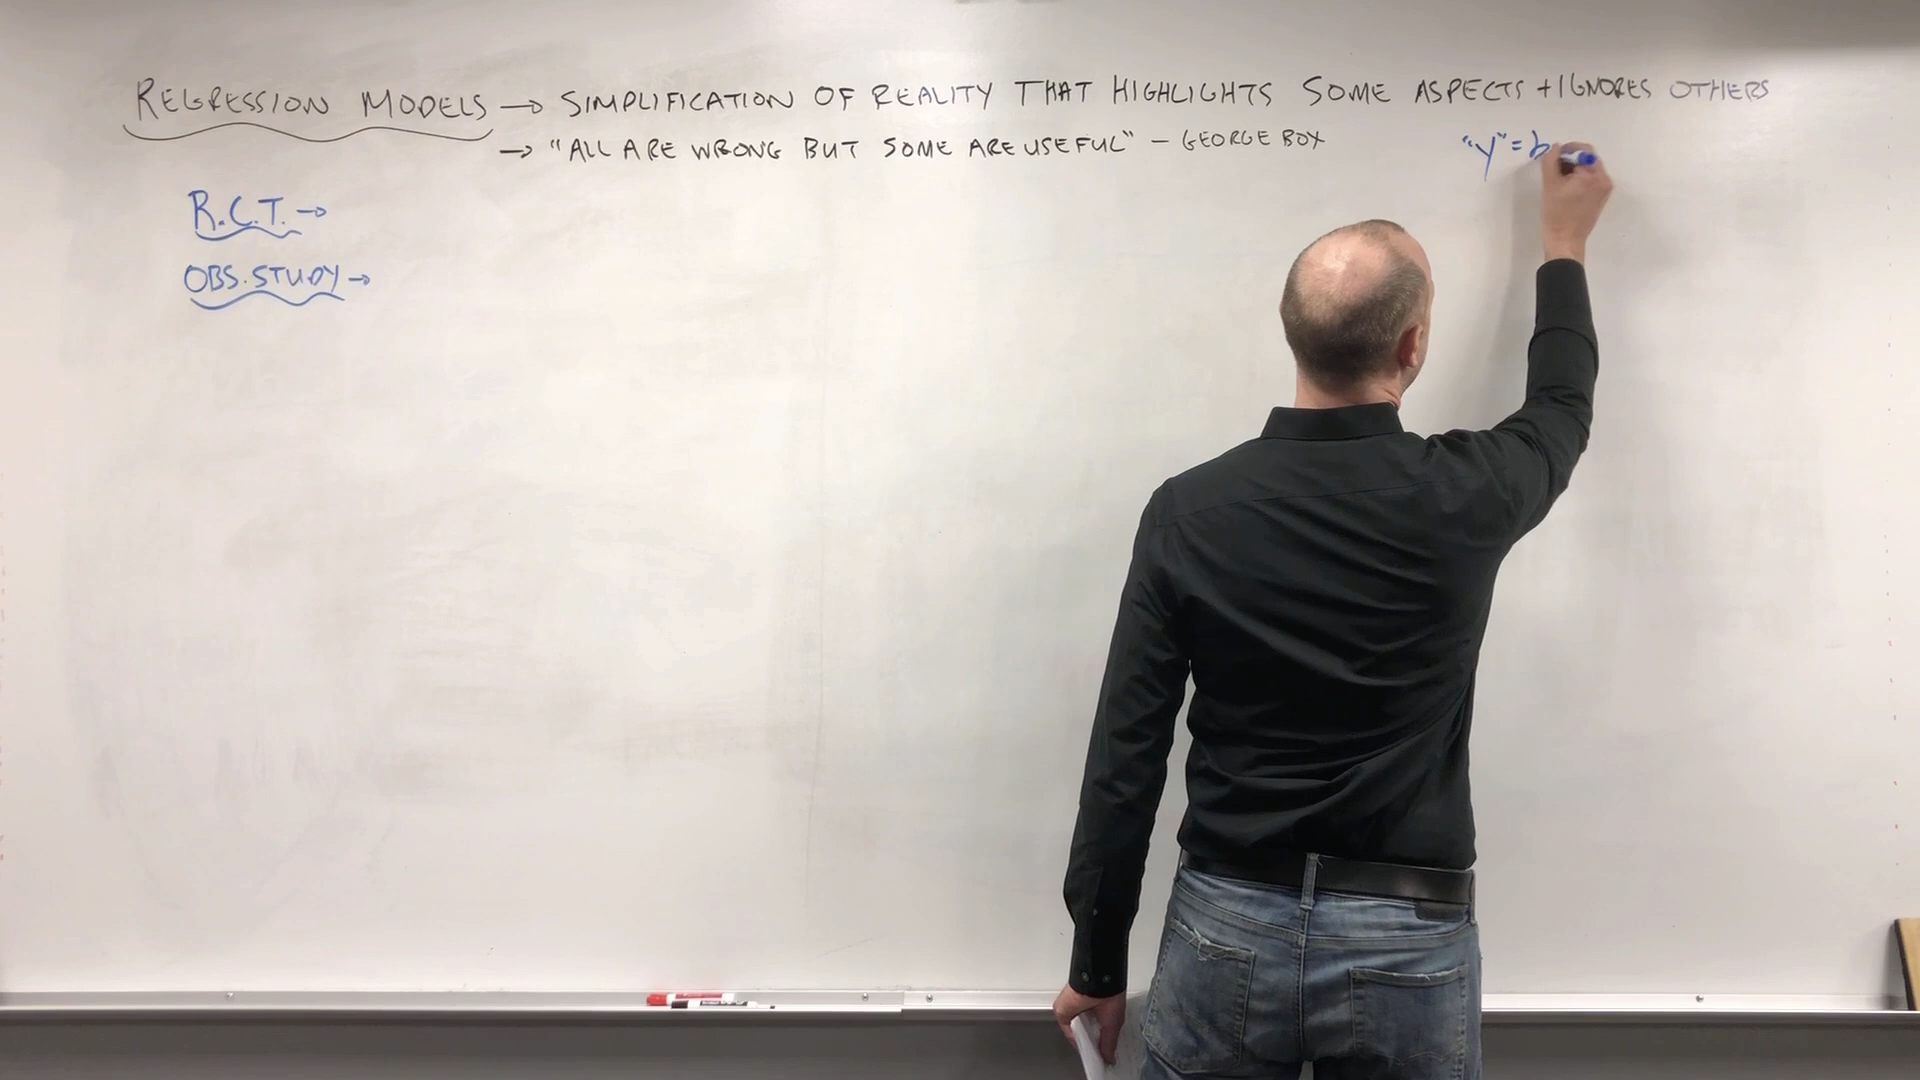 REGRESSION MODELS → SIMPLIFICATION OF REALITY THAT HIGHLIGHTS SOME ASPECTS + IGNORES OTHERS
→ "ALL ARE WRONG BUT SOME ARE USEFUL" - GEORGE BOX
"y" = b
R.C.T. →
OBS. STUDY →